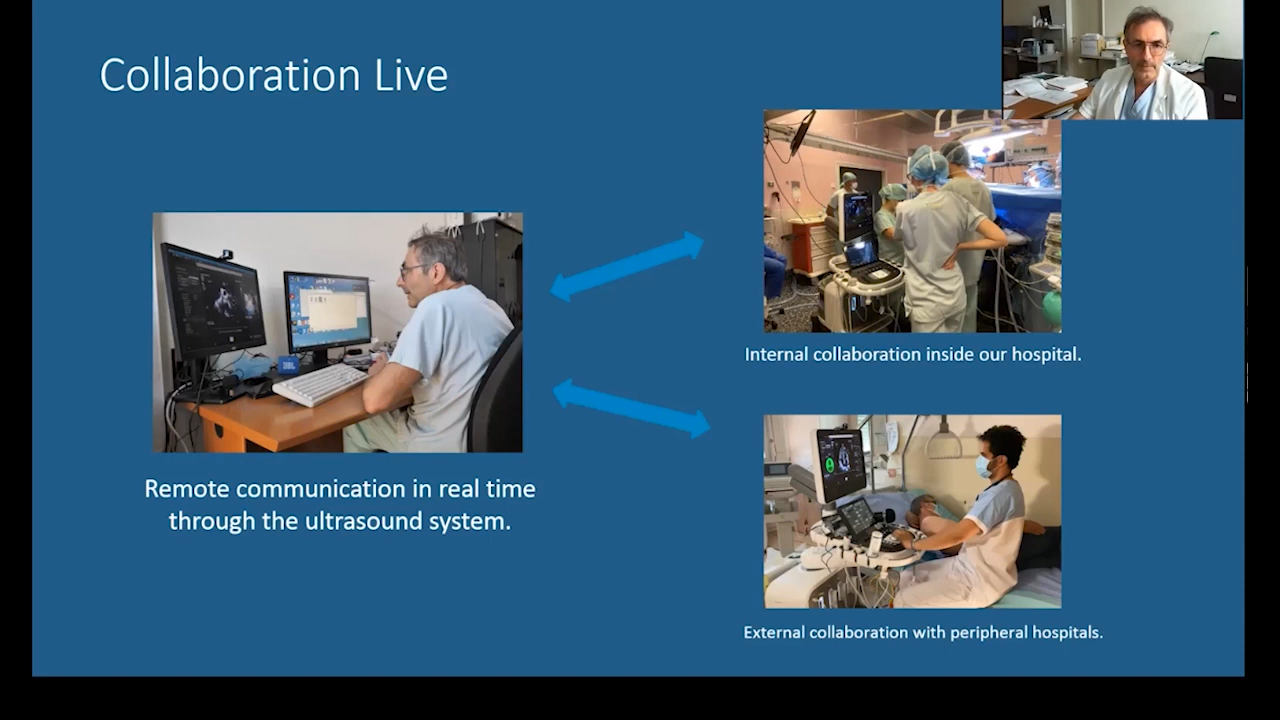 Collaboration Live
Internal collaboration inside our hospital.
JBL
Remote communication in real time
through the ultrasound system.
External collaboration with peripheral hospitals.